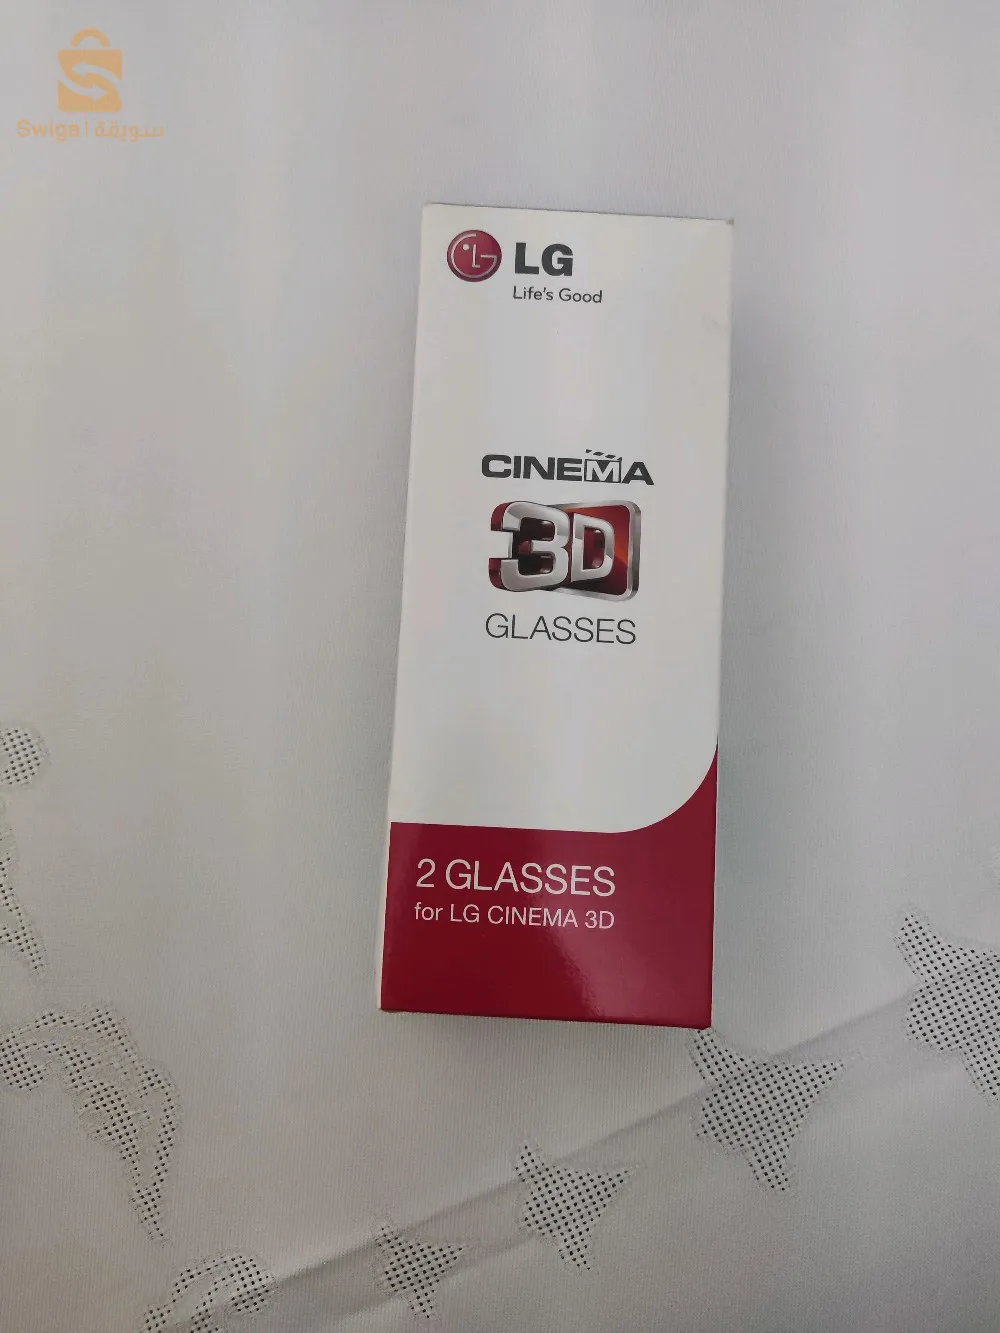 Swiga | سويقة
LG
Life's Good
CINEMA
3D
GLASSES
2 GLASSES
for LG CINEMA 3D